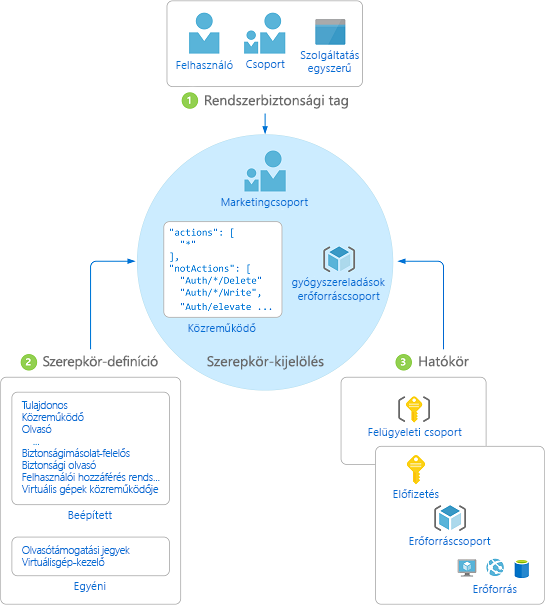 Felhasználó
Csoport
Szolgáltatás
egyszerű
1 Rendszerbiztonsági tag
Marketingcsoport
"actions": [
"*"
],
"notActions": [
"Auth/*/Delete"
"Auth/*/Write",
"Auth/elevate ...
Közreműködő
gyógyszereladások
erőforráscsoport
Szerepkör-kijelölés
2 Szerepkör-definíció
Tulajdonos
Közreműködő
Olvasó
...
Biztonságimásolat-felelős
Biztonsági olvasó
Felhasználói hozzáférés rends...
Virtuális gépek közreműködője
Beépített
Olvasótámogatási jegyek
Virtuálisgép-kezelő
Egyéni
3 Hatókör
Felügyeleti csoport
Előfizetés
Erőforráscsoport
Erőforrás